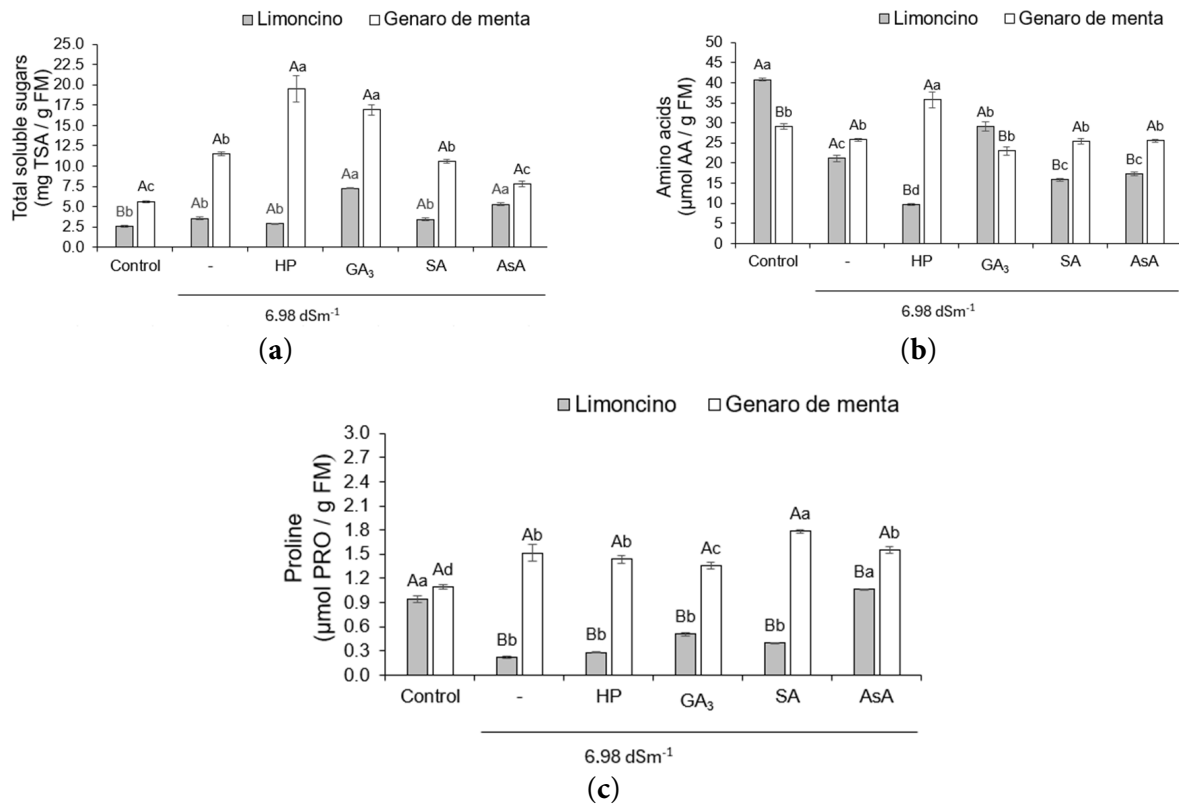 Limoncino Genaro de menta
Total soluble sugars
(mg TSA / g FM)
25.0
22.5
20.0
17.5
15.0
12.5
10.0
7.5
5.0
2.5
0.0
Bb Ac Ab Ab Ab Aa Aa Aa Ab Ab Aa Ac
Control - HP GA₃ SA AsA
6.98 dSm⁻¹
(a)
Limoncino Genaro de menta
Amino acids
(µmol AA / g FM)
50
45
40
35
30
25
20
15
10
5
0
Aa Bb Ac Ab Bd Aa Ab Bb Bc Ab Bc Ab
Control - HP GA₃ SA AsA
6.98 dSm⁻¹
(b)
Limoncino Genaro de menta
Proline
(µmol PRO / g FM)
3.0
2.7
2.4
2.1
1.8
1.5
1.2
0.9
0.6
0.3
0.0
Aa Ad Bb Ab Bb Ab Bb Ac Bb Aa Ba Ab
Control - HP GA₃ SA AsA
6.98 dSm⁻¹
(c)